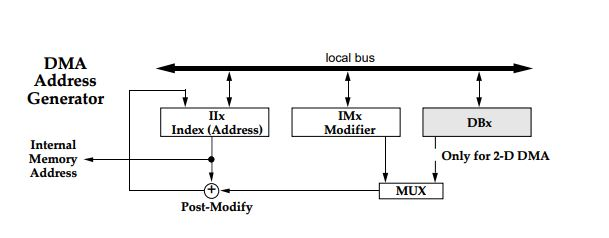 local bus
DMA
Address
Generator
IIx
Index (Address)
IMx
Modifier
DBx
Internal
Memory
Address
Only for 2-D DMA
+
MUX
Post-Modify